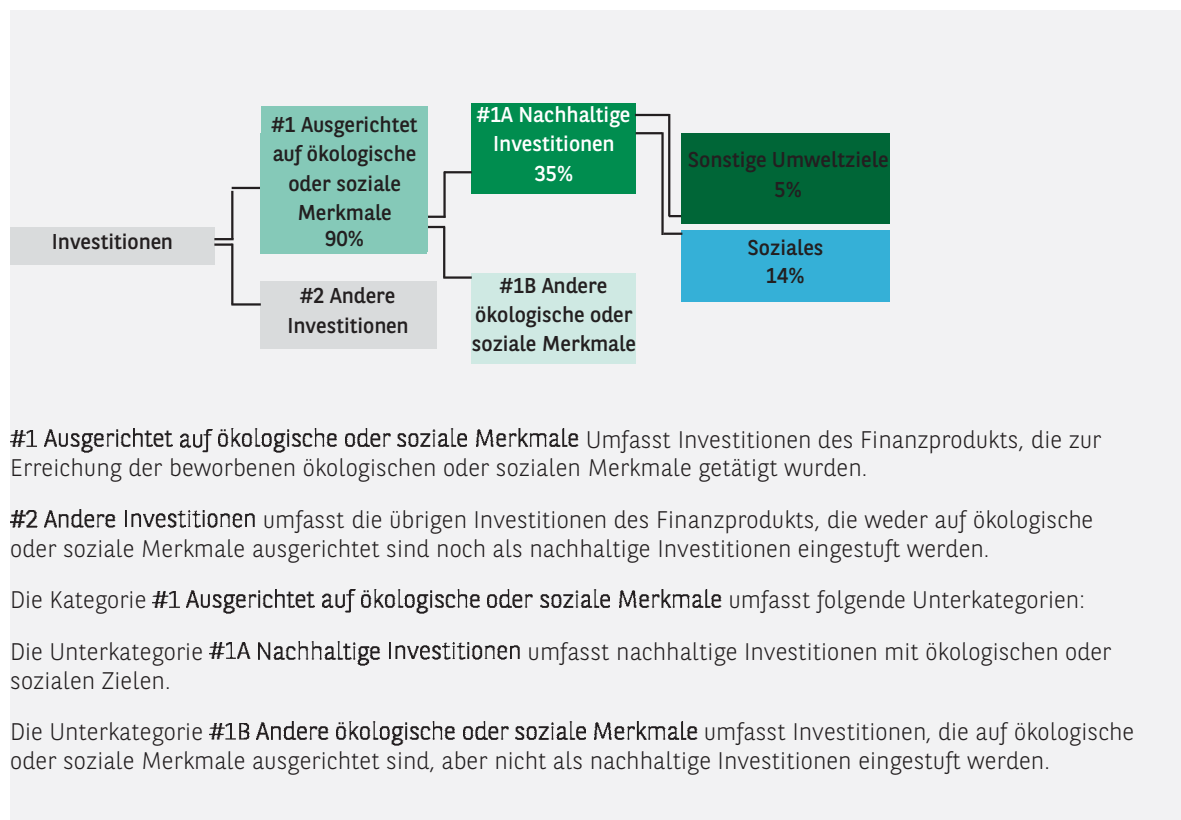 Investitionen
#1 Ausgerichtet
auf ökologische
oder soziale
Merkmale
90%
#2 Andere
Investitionen
#1A Nachhaltige
Investitionen
35%
#1B Andere
ökologische oder
soziale Merkmale
Sonstige Umweltziele
5%
Soziales
14%
#1 Ausgerichtet auf ökologische oder soziale Merkmale Umfasst Investitionen des Finanzprodukts, die zur
Erreichung der beworbenen ökologischen oder sozialen Merkmale getätigt wurden.
#2 Andere Investitionen umfasst die übrigen Investitionen des Finanzprodukts, die weder auf ökologische
oder soziale Merkmale ausgerichtet sind noch als nachhaltige Investitionen eingestuft werden.
Die Kategorie #1 Ausgerichtet auf ökologische oder soziale Merkmale umfasst folgende Unterkategorien:
Die Unterkategorie #1A Nachhaltige Investitionen umfasst nachhaltige Investitionen mit ökologischen oder
sozialen Zielen.
Die Unterkategorie #1B Andere ökologische oder soziale Merkmale umfasst Investitionen, die auf ökologische
oder soziale Merkmale ausgerichtet sind, aber nicht als nachhaltige Investitionen eingestuft werden.